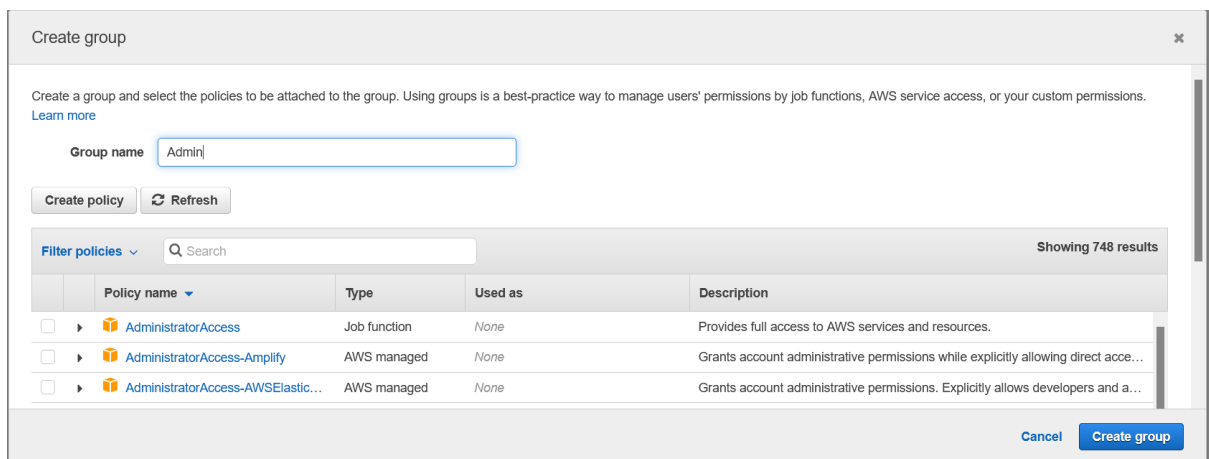 Create group
Create a group and select the policies to be attached to the group. Using groups is a best-practice way to manage users' permissions by job functions, AWS service access, or your custom permissions.
Learn more
Group name Admin
Create policy Refresh
Filter policies Search Showing 748 results
Policy name Type Used as Description
AdministratorAccess Job function None Provides full access to AWS services and resources.
AdministratorAccess-Amplify AWS managed None Grants account administrative permissions while explicitly allowing direct acce...
AdministratorAccess-AWSElastic... AWS managed None Grants account administrative permissions. Explicitly allows developers and a...
Cancel Create group